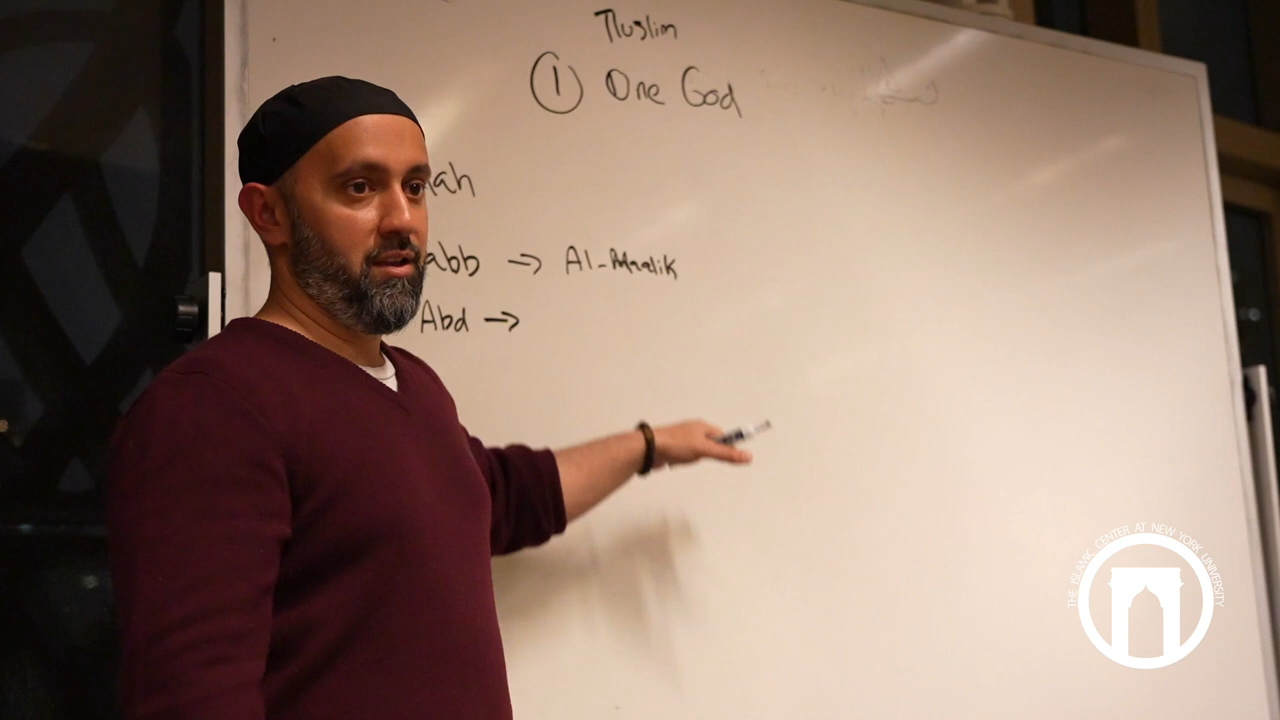 Muslim
① One God
ah
abb → Al-Maalik
Abd →
THE ISLAMIC CENTER AT NEW YORK UNIVERSITY